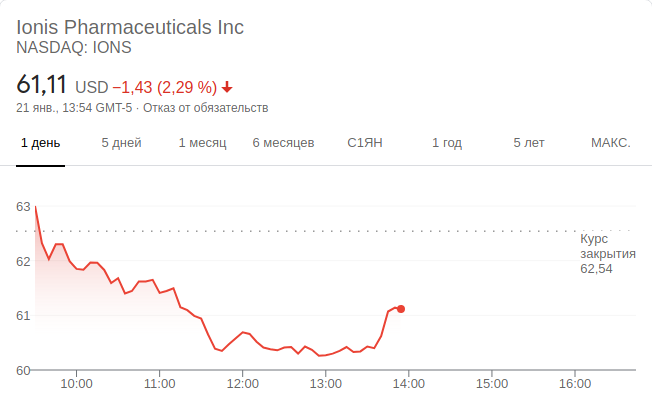 Ionis Pharmaceuticals Inc
NASDAQ: IONS
61,11 USD −1,43 (2,29 %)
21 янв., 13:54 GMT-5 · Отказ от обязательств
1 день 5 дней 1 месяц 6 месяцев С1ЯН 1 год 5 лет МАКС.
63
Курс
закрытия
62
62,54
61
60
10:00 11:00 12:00 13:00 14:00 15:00 16:00